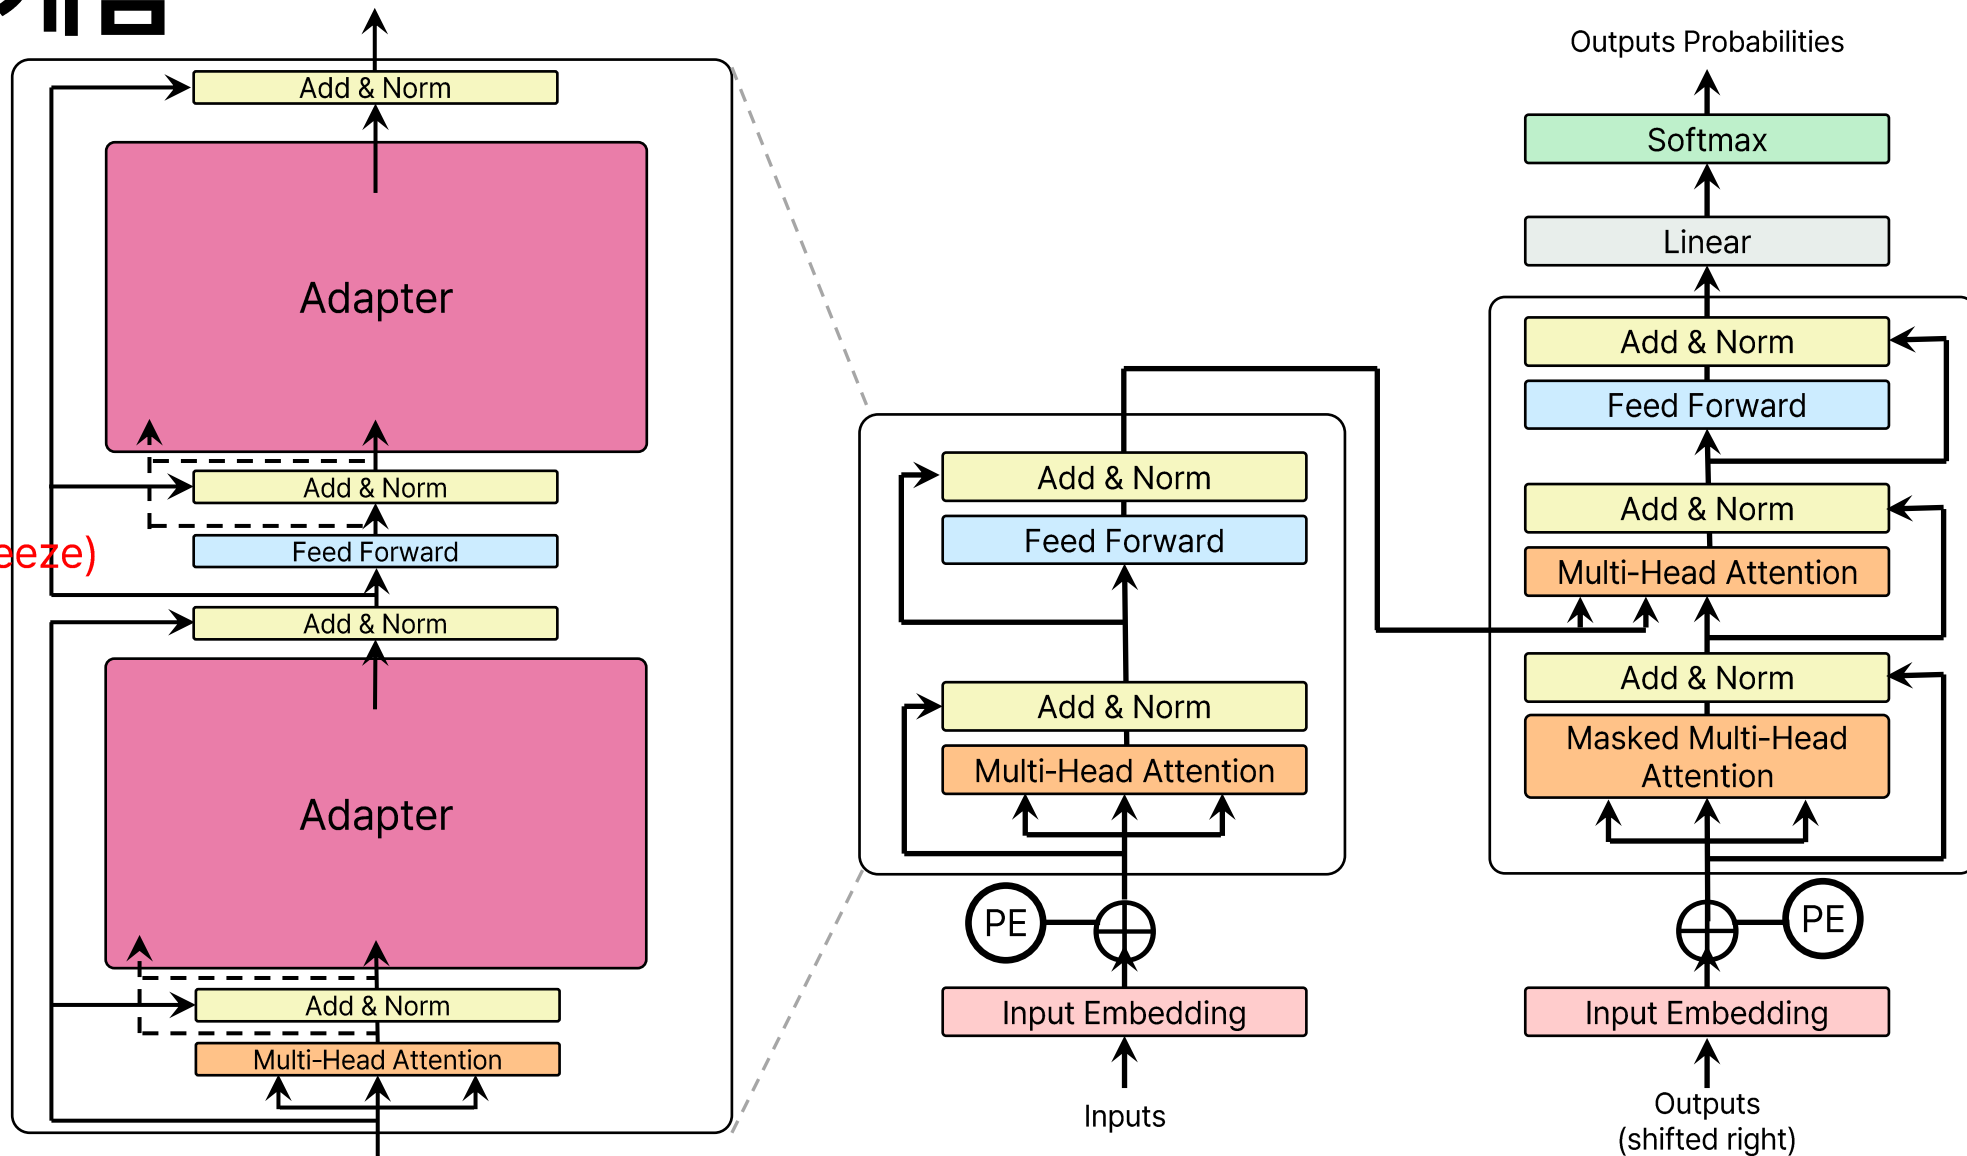 Add & Norm
Adapter
Add & Norm
Feed Forward
eeze)
Add & Norm
Adapter
Add & Norm
Multi-Head Attention
Add & Norm
Feed Forward
Add & Norm
Multi-Head Attention
PE
Input Embedding
Inputs
Outputs Probabilities
Softmax
Linear
Add & Norm
Feed Forward
Add & Norm
Multi-Head Attention
Add & Norm
Masked Multi-Head
Attention
PE
Input Embedding
Outputs
(shifted right)